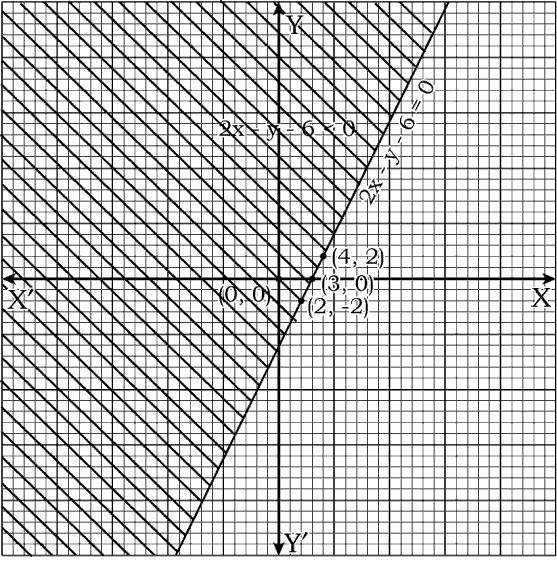 Y
2x - y - 6 < 0
2x - y - 6 = 0
(4, 2)
X'
(0, 0)
(3, 0)
X
(2, -2)
Y'